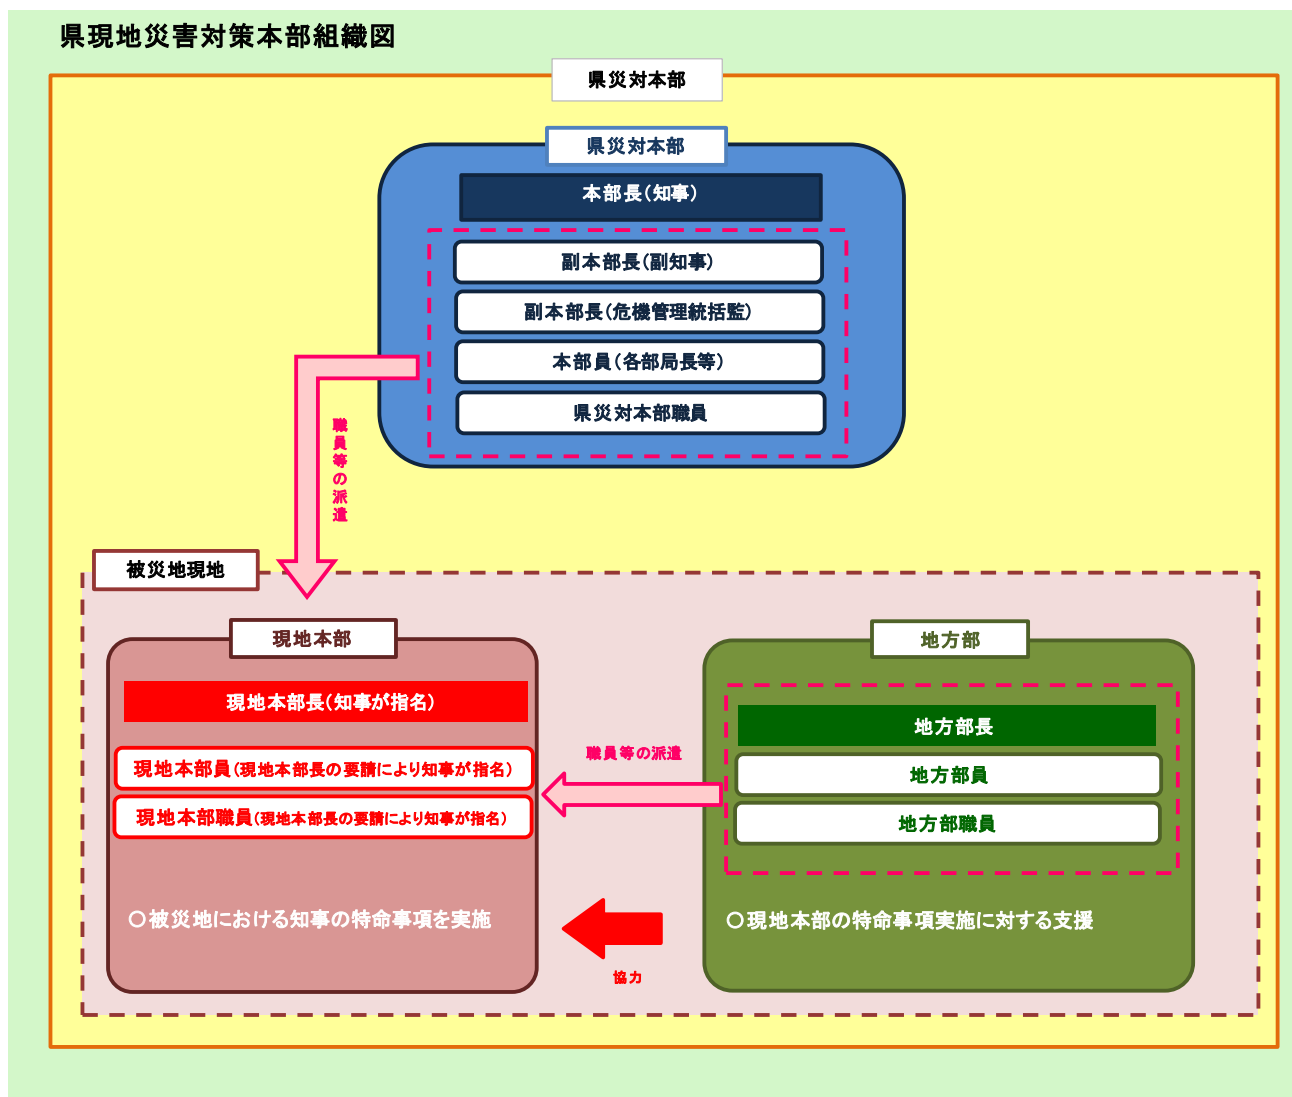 県現地災害対策本部組織図
県災対本部
県災対本部
本部長（知事）
副本部長（副知事）
副本部長（危機管理統括監）
本部員（各部局長等）
県災対本部職員
職員等の派遣
被災地現地
現地本部
現地本部長（知事が指名）
現地本部員（現地本部長の要請により知事が指名）
現地本部職員（現地本部長の要請により知事が指名）
〇被災地における知事の特命事項を実施
職員等の派遣
協力
地方部
地方部長
地方部員
地方部職員
〇現地本部の特命事項実施に対する支援